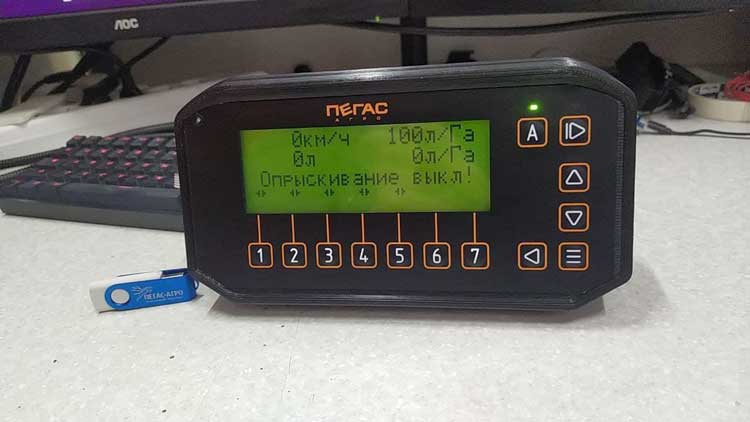 AOC
ПЕГАС
АГРО
0км/ч 100л/Га
0л 0л/Га
Опрыскивание выкл!
A
1 2 3 4 5 6 7
ПЕГАС-АГРО